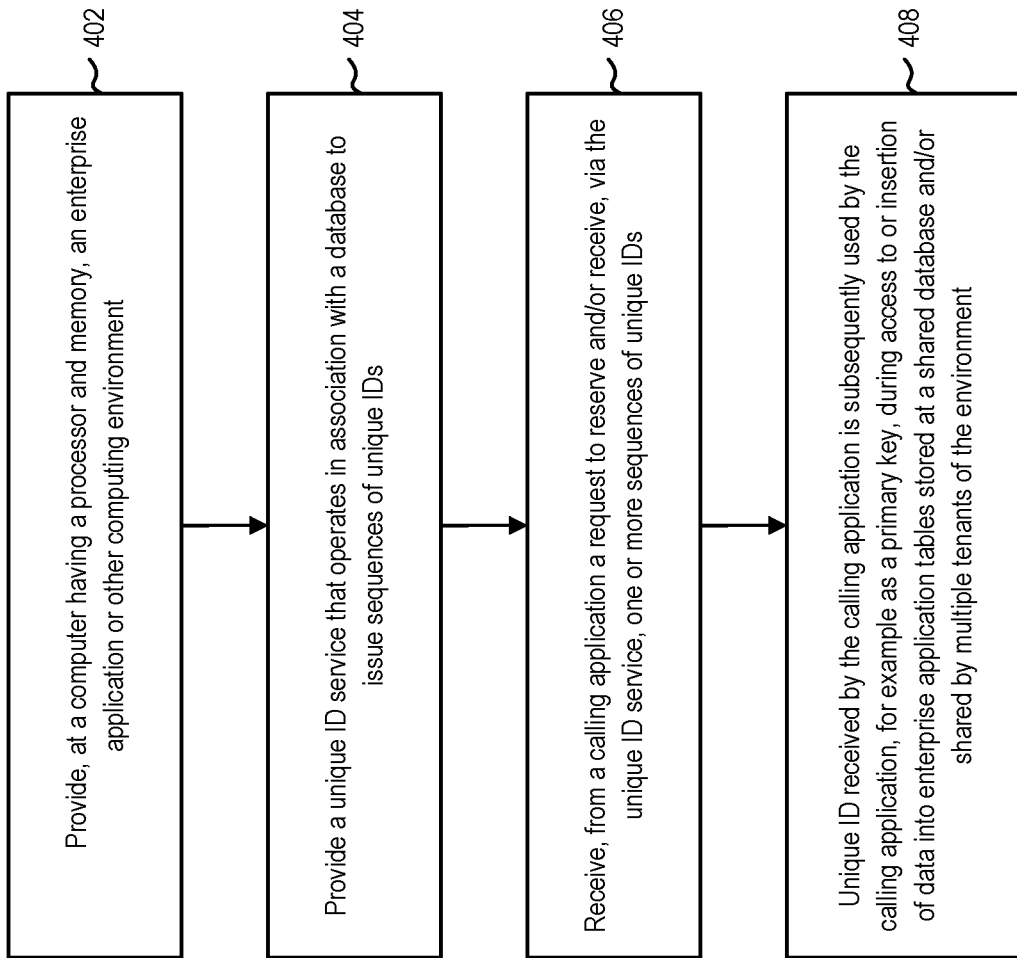 Provide, at a computer having a processor and memory, an enterprise
application or other computing environment
402
Provide a unique ID service that operates in association with a database to
issue sequences of unique IDs
404
Receive, from a calling application a request to reserve and/or receive, via the
unique ID service, one or more sequences of unique IDs
406
Unique ID received by the calling application is subsequently used by the
calling application, for example as a primary key, during access to or insertion
of data into enterprise application tables stored at a shared database and/or
shared by multiple tenants of the environment
408